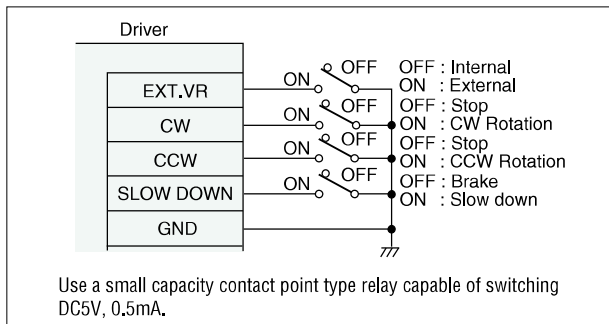 Driver
EXT.VR
ON
OFF
OFF : Internal
ON : External
CW
ON
OFF
OFF : Stop
ON : CW Rotation
CCW
ON
OFF
OFF : Stop
ON : CCW Rotation
SLOW DOWN
ON
OFF
OFF : Brake
ON : Slow down
GND
Use a small capacity contact point type relay capable of switching
DC5V, 0.5mA.